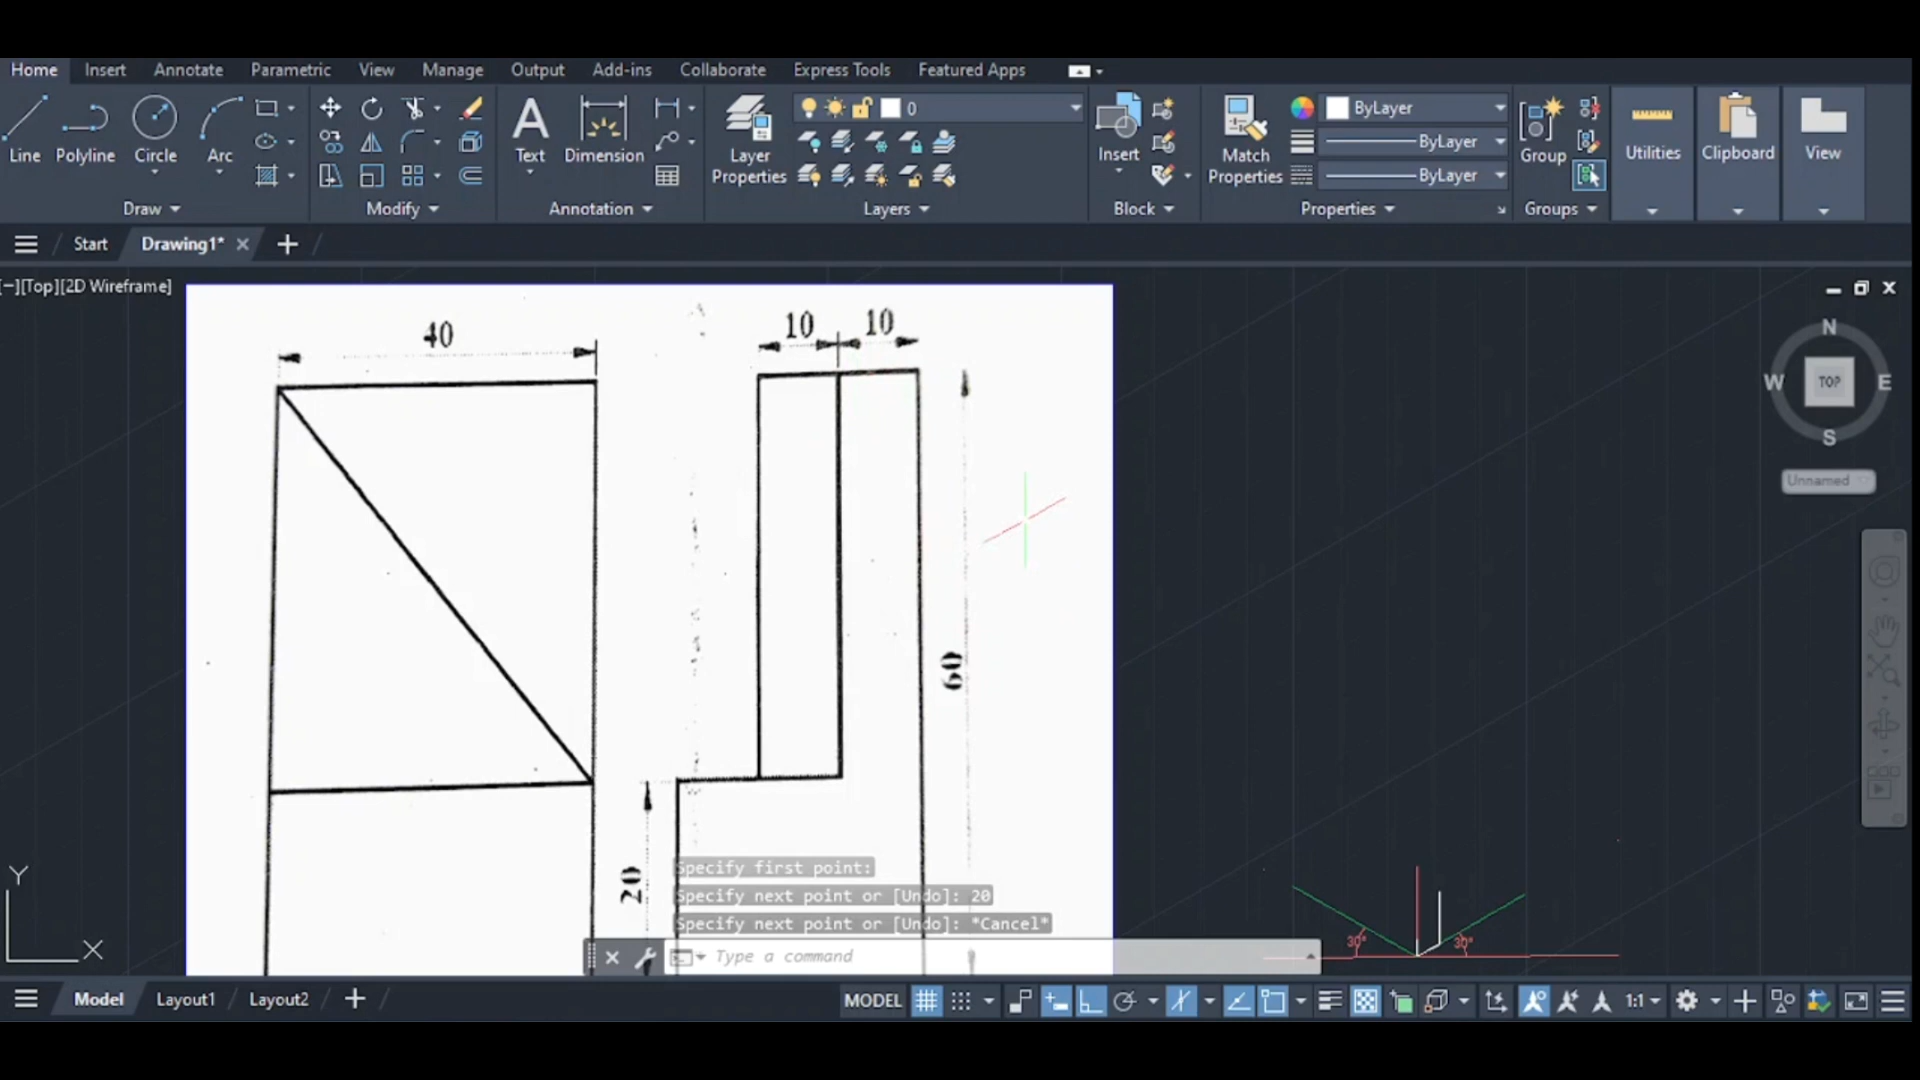 Home Insert Annotate Parametric View Manage Output Add-ins Collaborate Express Tools Featured Apps
0
ByLayer
ByLayer
ByLayer
Line Polyline Circle Arc
A
Text Dimension
Layer Properties
Insert
Match Properties
Group
Utilities Clipboard View
Draw Modify Annotation Layers Block Properties Groups
Start Drawing1*
[−][Top][2D Wireframe]
40
10 10
60
20
N
W TOP E
S
Unnamed
Y
X
30° 30°
Specify first point:
Specify next point or [Undo]: 20
Specify next point or [Undo]: *Cancel*
Type a command
Model Layout1 Layout2
MODEL 1:1